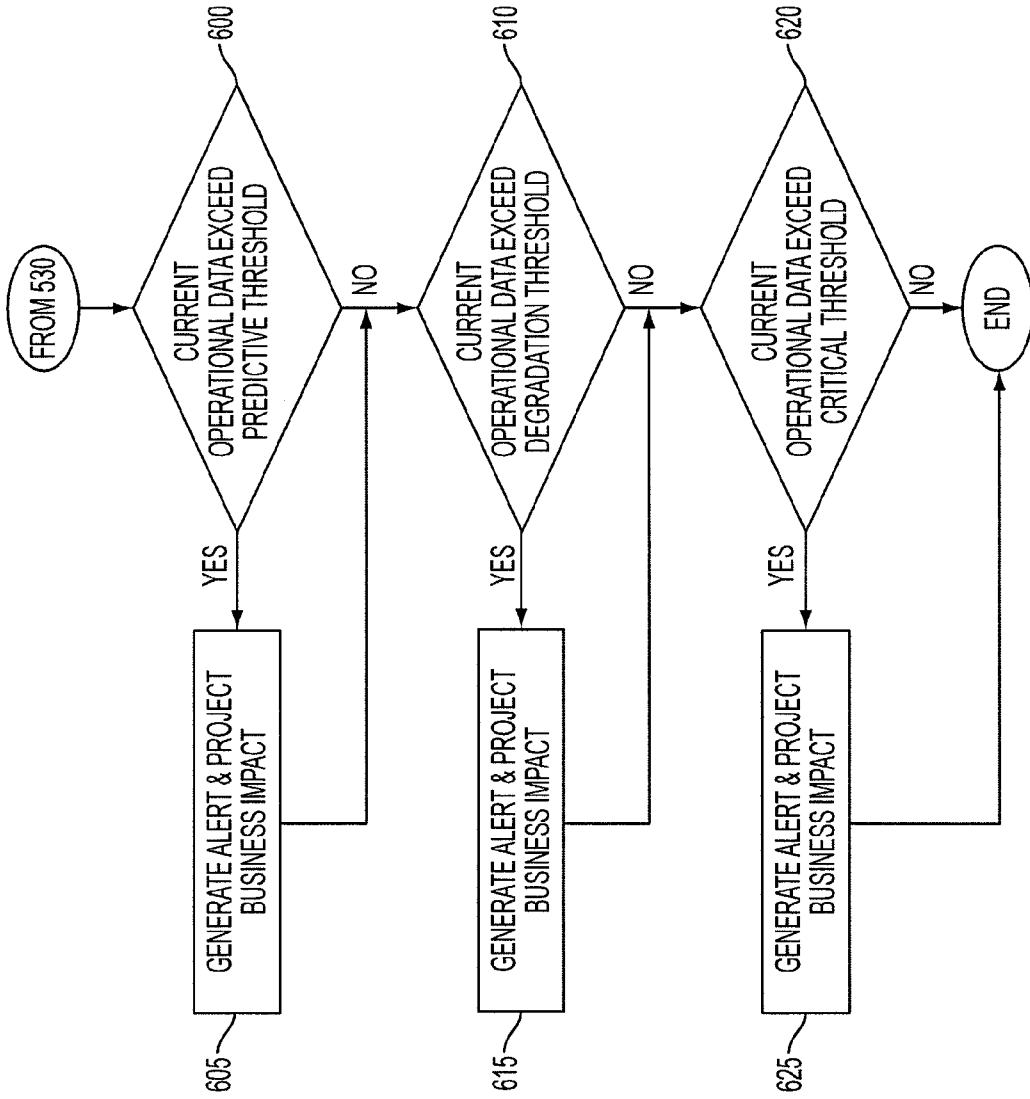 FROM 530
600
CURRENT
OPERATIONAL DATA EXCEED
PREDICTIVE THRESHOLD
YES
NO
605
GENERATE ALERT & PROJECT
BUSINESS IMPACT
610
CURRENT
OPERATIONAL DATA EXCEED
DEGRADATION THRESHOLD
YES
NO
615
GENERATE ALERT & PROJECT
BUSINESS IMPACT
620
CURRENT
OPERATIONAL DATA EXCEED
CRITICAL THRESHOLD
YES
NO
625
GENERATE ALERT & PROJECT
BUSINESS IMPACT
END